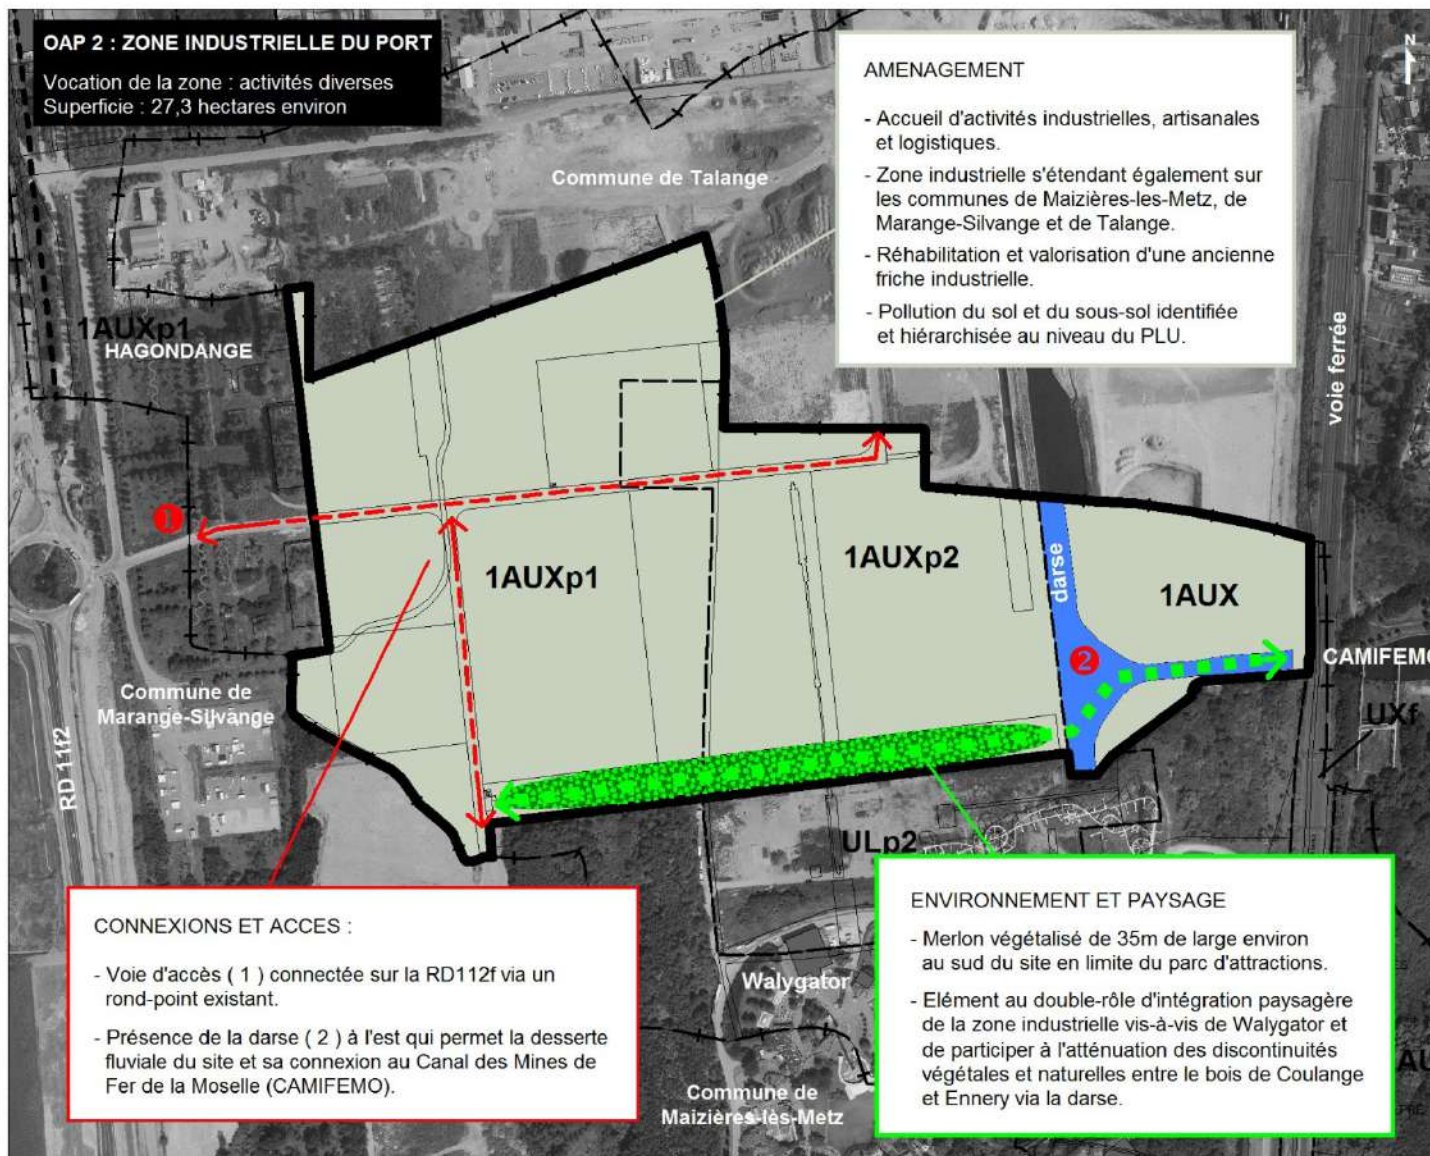 OAP 2 : ZONE INDUSTRIELLE DU PORT
Vocation de la zone : activités diverses
Superficie : 27,3 hectares environ
N
AMENAGEMENT
- Accueil d'activités industrielles, artisanales
et logistiques.
- Zone industrielle s'étendant également sur
les communes de Maizières-les-Metz, de
Marange-Silvange et de Talange.
- Réhabilitation et valorisation d'une ancienne
friche industrielle.
- Pollution du sol et du sous-sol identifiée
et hiérarchisée au niveau du PLU.
Commune de Talange
1AUXp1
HAGONDANGE
voie ferrée
1
1AUXp1
1AUXp2
darse
1AUX
2
CAMIFEMO
UXf
Commune de
Marange-Silvange
RD 11f2
ULp2
CONNEXIONS ET ACCES :
- Voie d'accès ( 1 ) connectée sur la RD112f via un
rond-point existant.
- Présence de la darse ( 2 ) à l'est qui permet la desserte
fluviale du site et sa connexion au Canal des Mines de
Fer de la Moselle (CAMIFEMO).
Walygator
Commune de
Maizières-lès-Metz
ENVIRONNEMENT ET PAYSAGE
- Merlon végétalisé de 35m de large environ
au sud du site en limite du parc d'attractions.
- Elément au double-rôle d'intégration paysagère
de la zone industrielle vis-à-vis de Walygator et
de participer à l'atténuation des discontinuités
végétales et naturelles entre le bois de Coulange
et Ennery via la darse.